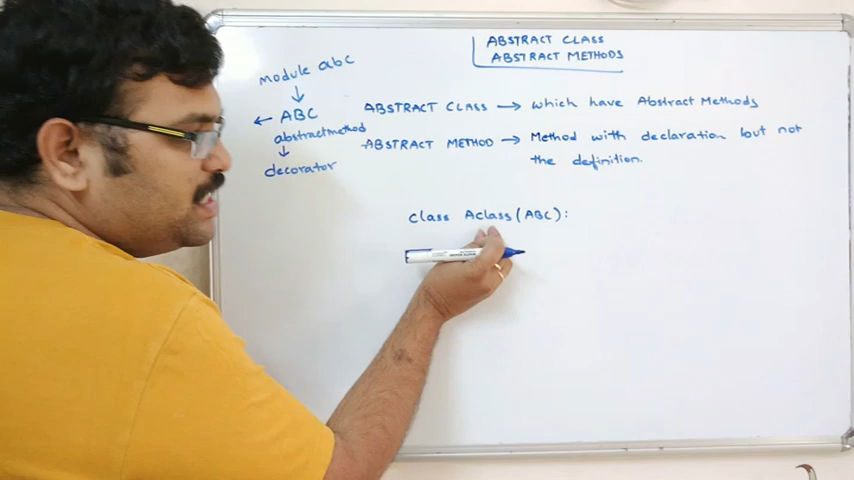 ABSTRACT CLASS
ABSTRACT METHODS
module abc
↓
← ABC
abstractmethod
↓
decorator
ABSTRACT CLASS → which have Abstract Methods
ABSTRACT METHOD → Method with declaration but not
the definition.
class Aclass(ABC):